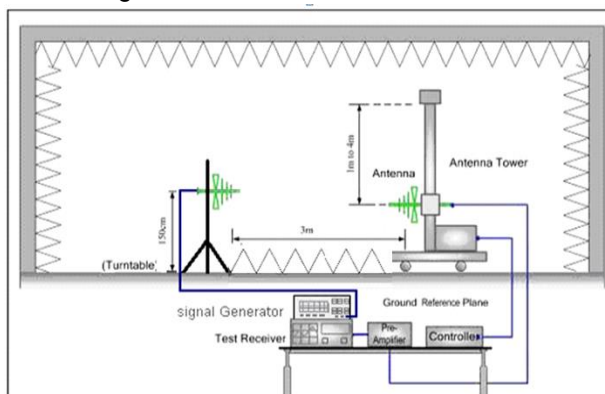 1m to 4m
Antenna
Antenna Tower
150cm
3m
(Turntable)
Ground Reference Plane
signal Generator
Test Receiver
Pre-
Amplifier
Controller